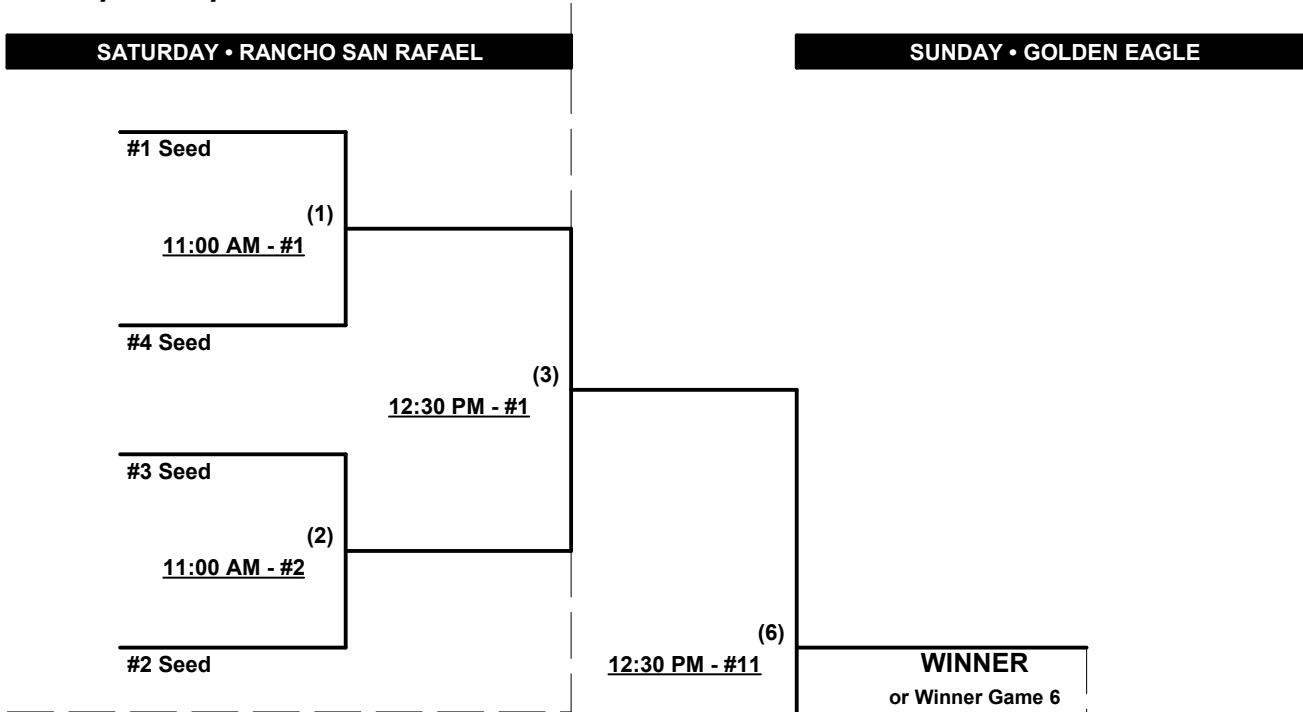 SATURDAY • RANCHO SAN RAFAEL
SUNDAY • GOLDEN EAGLE
#1 Seed
(1)
11:00 AM - #1
#4 Seed
(3)
12:30 PM - #1
#3 Seed
(2)
11:00 AM - #2
(6)
#2 Seed
12:30 PM - #11
WINNER
or Winner Game 6